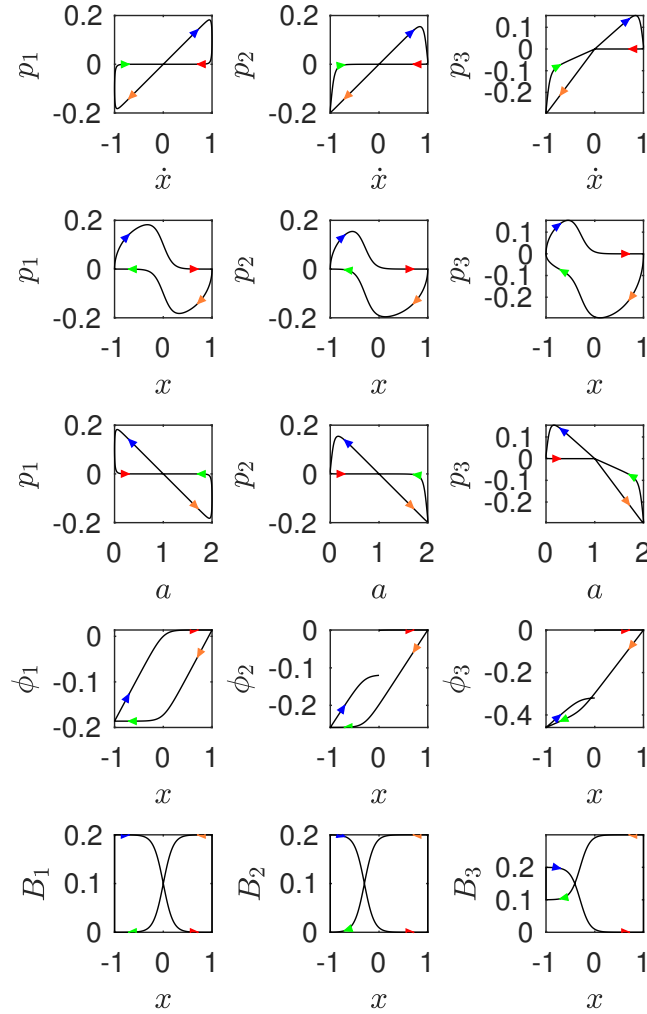 0.2 0.2 0.1
p₁ 0 p₂ 0 p₃ 0
-0.1
-0.2 -0.2 -0.2
-1 0 1 -1 0 1 -1 0 1
ẋ ẋ ẋ
0.2 0.2 0.1
p₁ 0 p₂ 0 p₃ 0
-0.1
-0.2 -0.2 -0.2
-1 0 1 -1 0 1 -1 0 1
x x x
0.2 0.2 0.1
p₁ 0 p₂ 0 p₃ 0
-0.1
-0.2 -0.2 -0.2
0 1 2 0 1 2 0 1 2
a a a
0 0 0
ϕ₁ -0.1 ϕ₂ -0.1 ϕ₃ -0.2
-0.2 -0.2 -0.4
-1 0 1 -1 0 1 -1 0 1
x x x
0.2 0.2 0.2
B₁ 0.1 B₂ 0.1 B₃ 0.1
0 0 0
-1 0 1 -1 0 1 -1 0 1
x x x